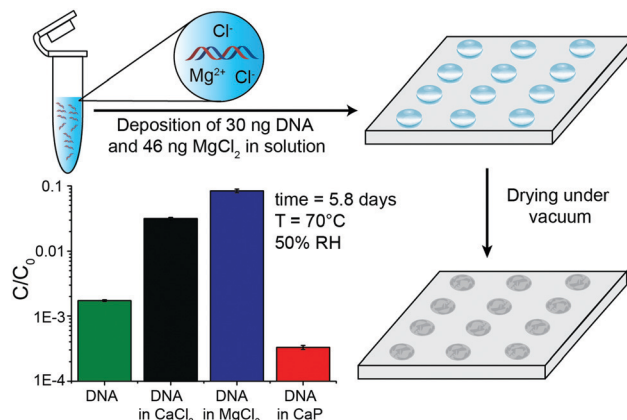 Cl⁻
Mg²⁺
Cl⁻
Deposition of 30 ng DNA
and 46 ng MgCl₂ in solution
Drying under
vacuum
time = 5.8 days
T = 70°C
50% RH
C/C₀
0.1
0.01
1E-3
1E-4
DNA
DNA
in CaCl₂
DNA
in MgCl₂
DNA
in CaP